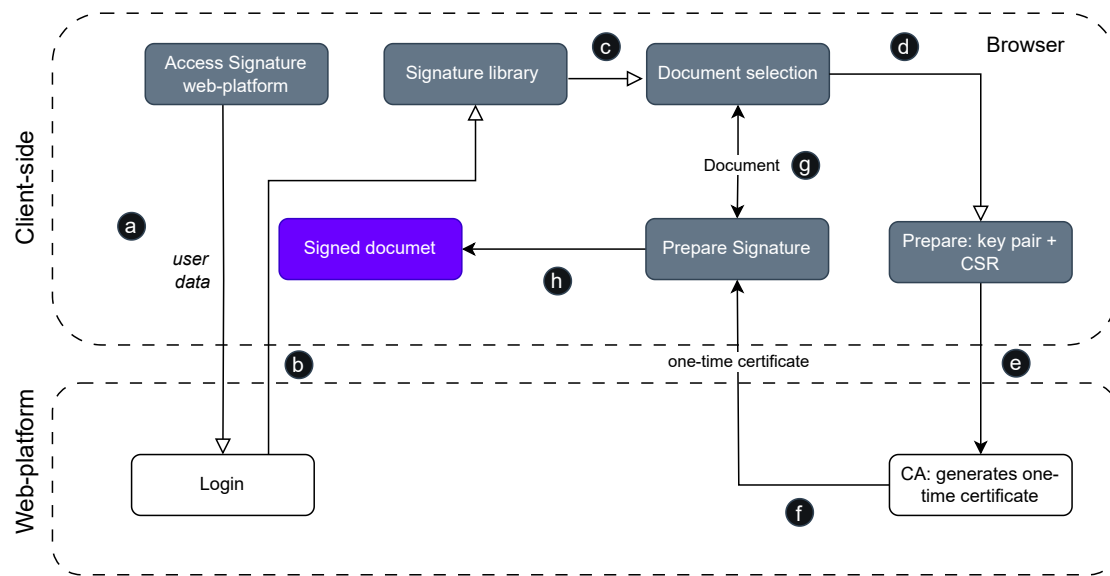 Browser
Client-side
Access Signature
web-platform
Signature library
c
Document selection
d
a
user
data
Document
g
Signed documet
h
Prepare Signature
Prepare: key pair +
CSR
b
one-time certificate
e
Web-platform
Login
f
CA: generates one-
time certificate